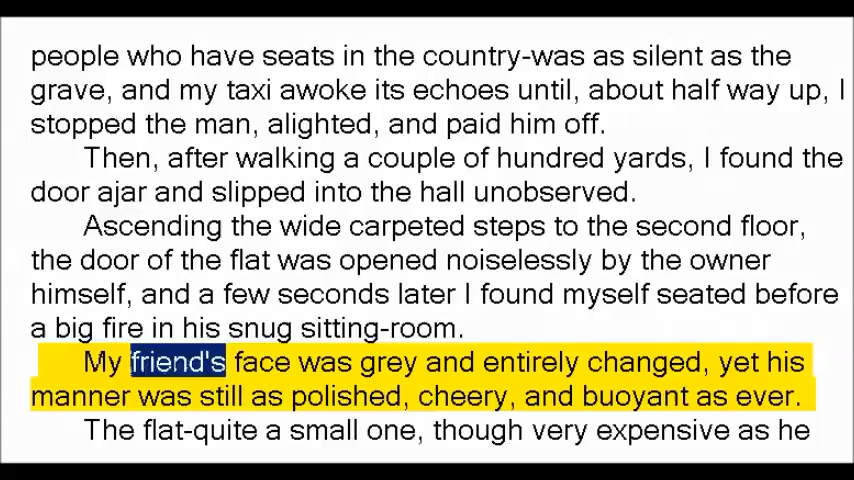 people who have seats in the country-was as silent as the
grave, and my taxi awoke its echoes until, about half way up, I
stopped the man, alighted, and paid him off.
Then, after walking a couple of hundred yards, I found the
door ajar and slipped into the hall unobserved.
Ascending the wide carpeted steps to the second floor,
the door of the flat was opened noiselessly by the owner
himself, and a few seconds later I found myself seated before
a big fire in his snug sitting-room.
My friend's face was grey and entirely changed, yet his
manner was still as polished, cheery, and buoyant as ever.
The flat-quite a small one, though very expensive as he